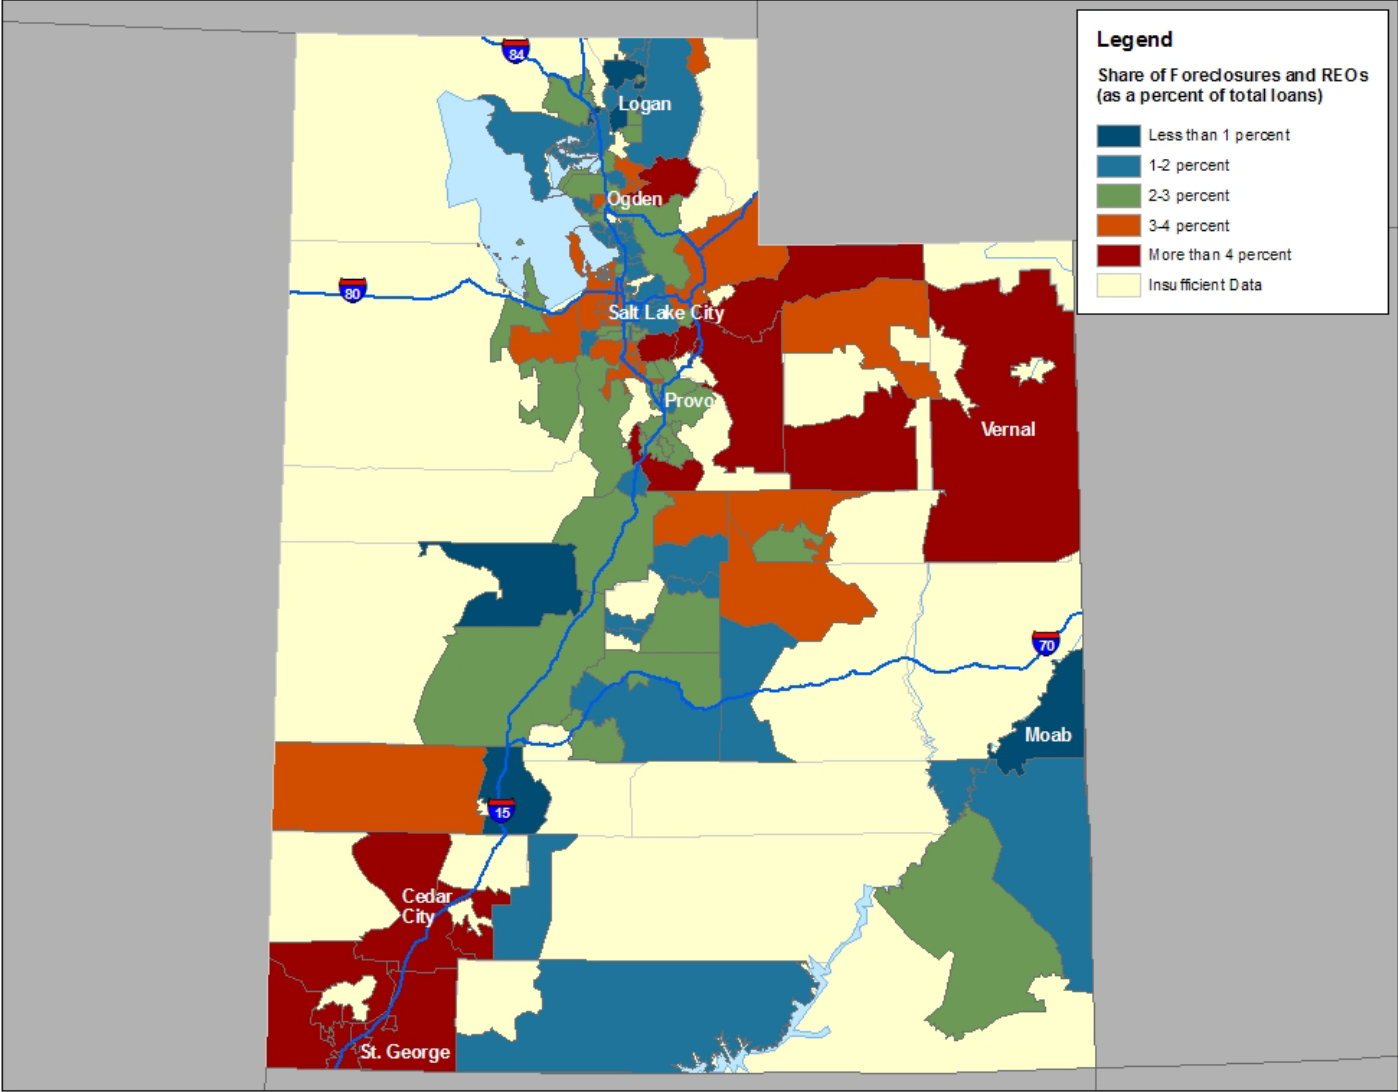 Legend
Share of Foreclosures and REOs
(as a percent of total loans)
Less than 1 percent
1-2 percent
2-3 percent
3-4 percent
More than 4 percent
Insufficient Data
84
Logan
Ogden
80
Salt Lake City
Provo
Vernal
70
Moab
15
Cedar
City
St. George